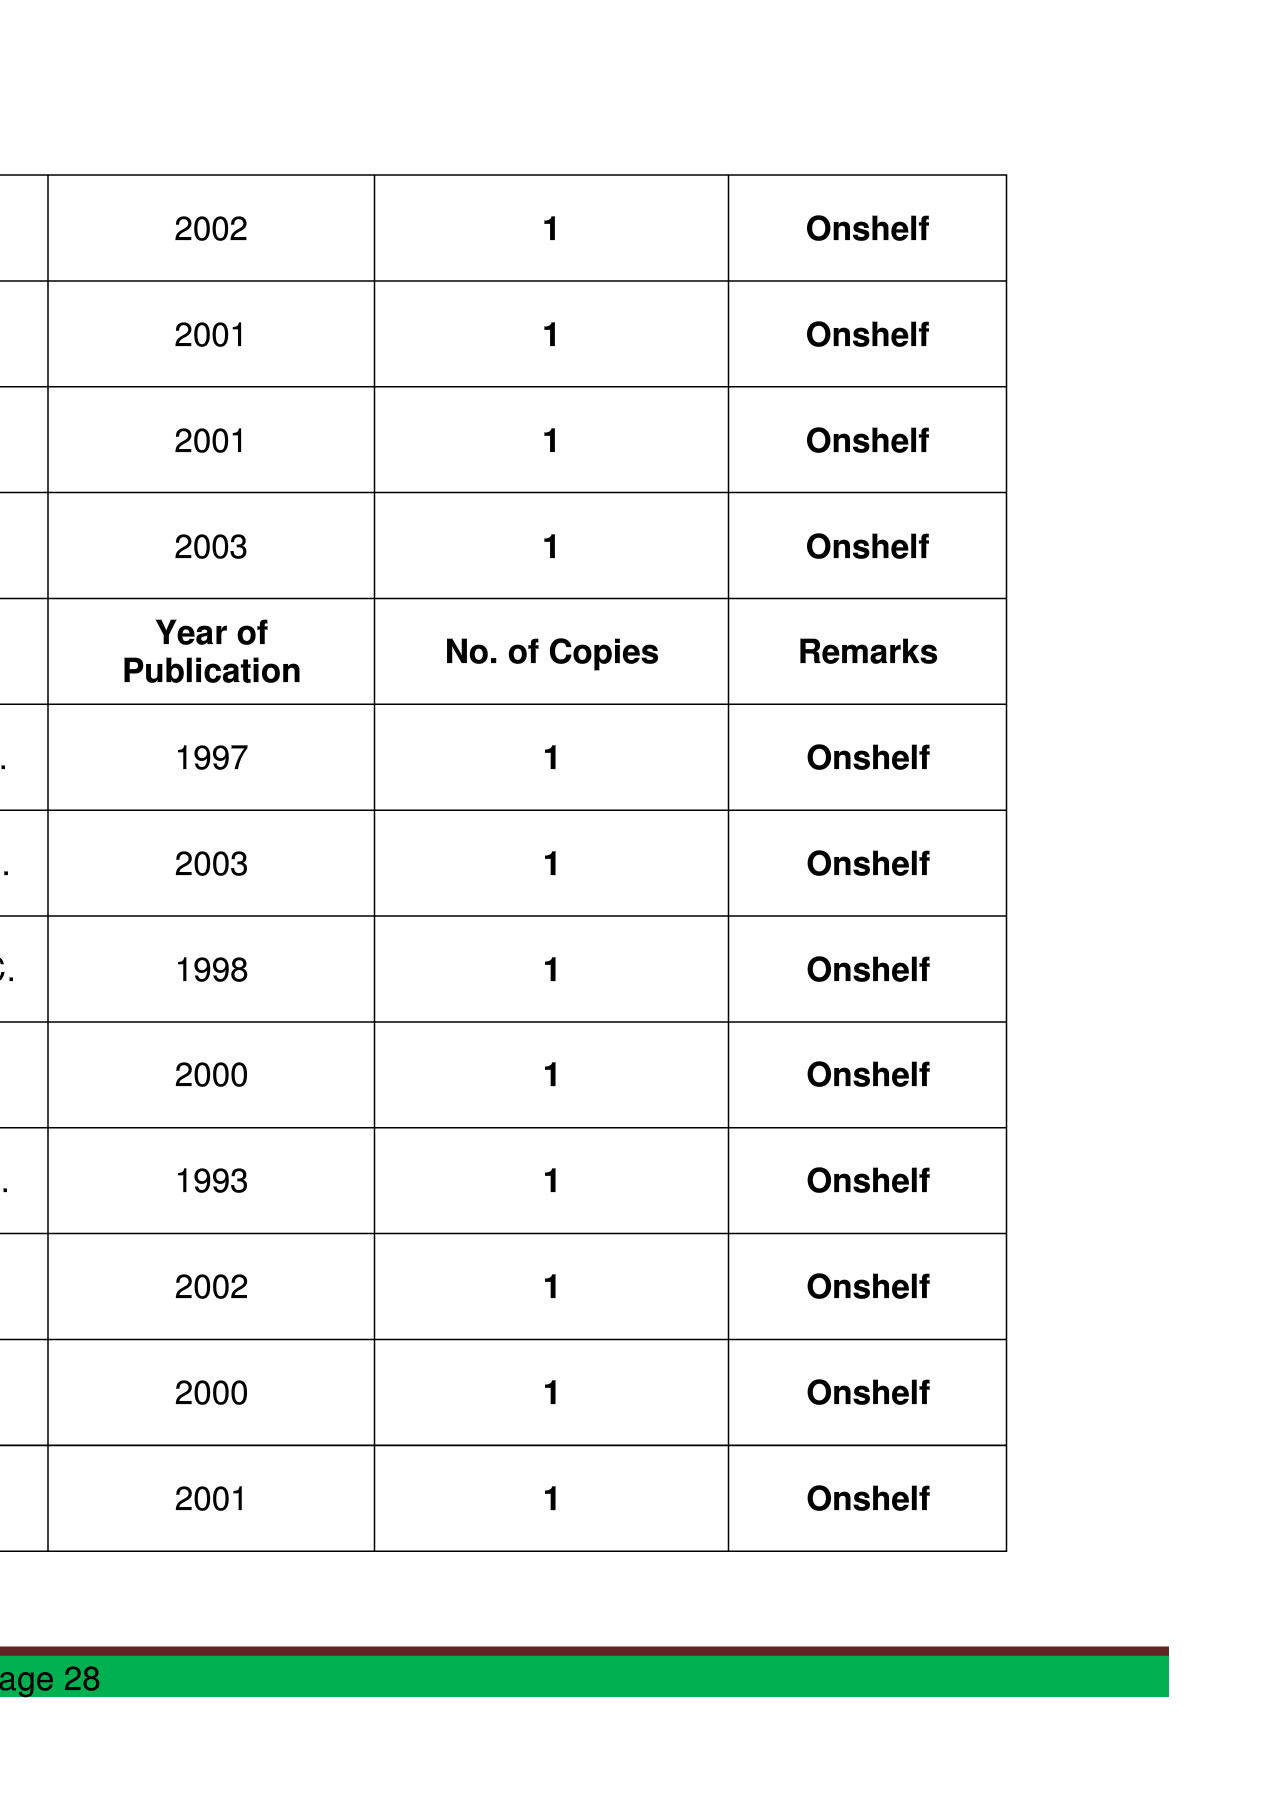 2002 1 Onshelf
2001 1 Onshelf
2001 1 Onshelf
2003 1 Onshelf
Year of
Publication No. of Copies Remarks
. 1997 1 Onshelf
. 2003 1 Onshelf
C. 1998 1 Onshelf
2000 1 Onshelf
. 1993 1 Onshelf
2002 1 Onshelf
2000 1 Onshelf
2001 1 Onshelf
age 28